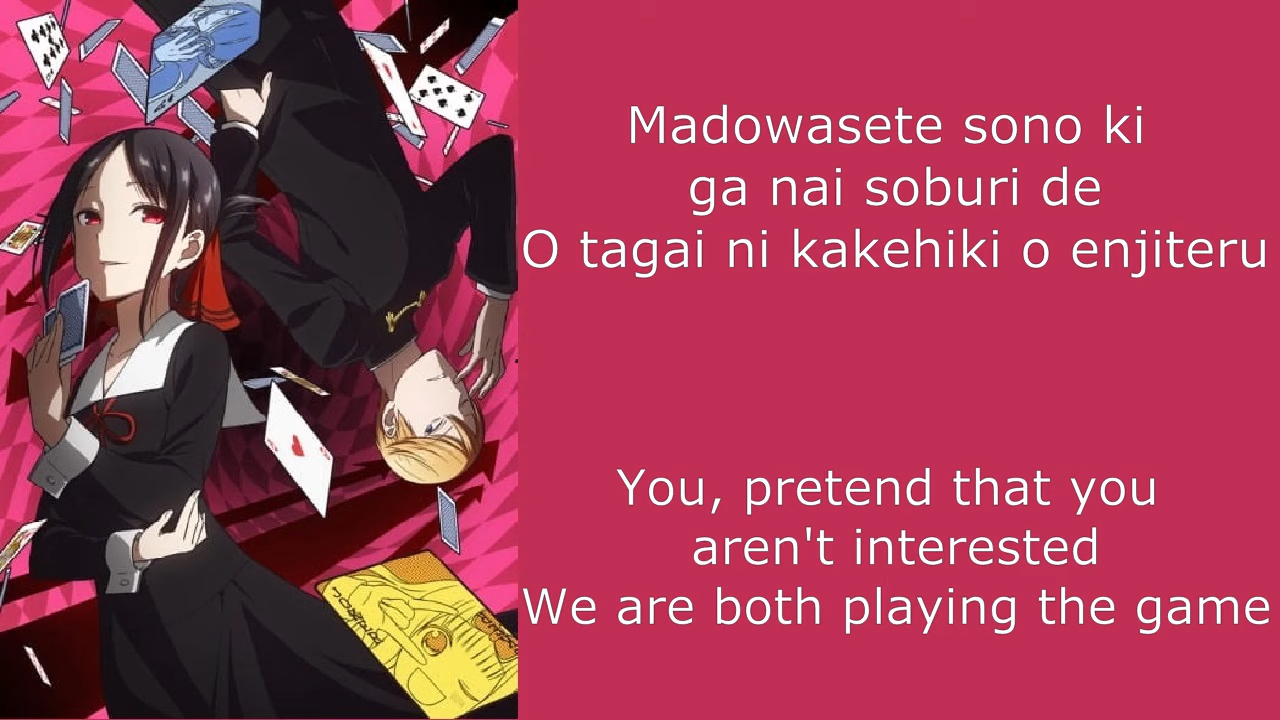 Madowasete sono ki
ga nai soburi de
O tagai ni kakehiki o enjiteru
You, pretend that you
aren't interested
We are both playing the game